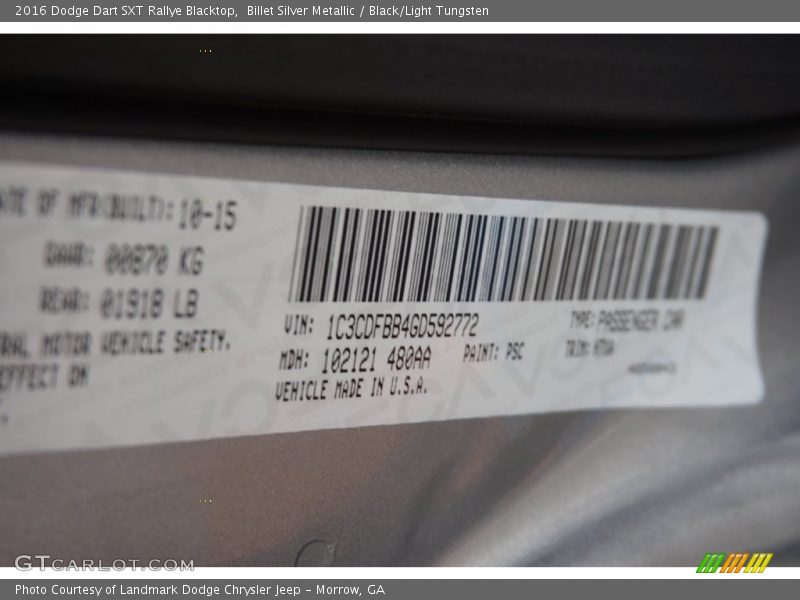 2016 Dodge Dart SXT Rallye Blacktop,  Billet Silver Metallic / Black/Light Tungsten
ATE OF MFR(BUILT): 10-15
GAWR: 00870 KG
REAR: 01918 LB
ERAL MOTOR VEHICLE SAFETY,
EFFECT ON
VIN: 1C3CDFBB4GD592772
TYPE: PASSENGER CAR
MDH: 102121 480AA
PAINT: PSC
TRIM:
VEHICLE MADE IN U.S.A.
GTCARLOT.COM
Photo Courtesy of Landmark Dodge Chrysler Jeep – Morrow, GA